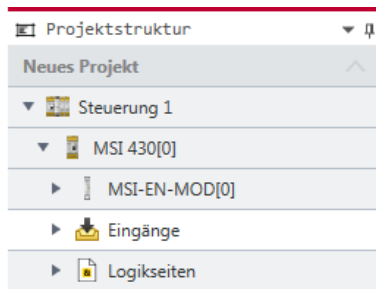 Projektstruktur
Neues Projekt
Steuerung 1
MSI 430[0]
MSI-EN-MOD[0]
Eingänge
Logikseiten